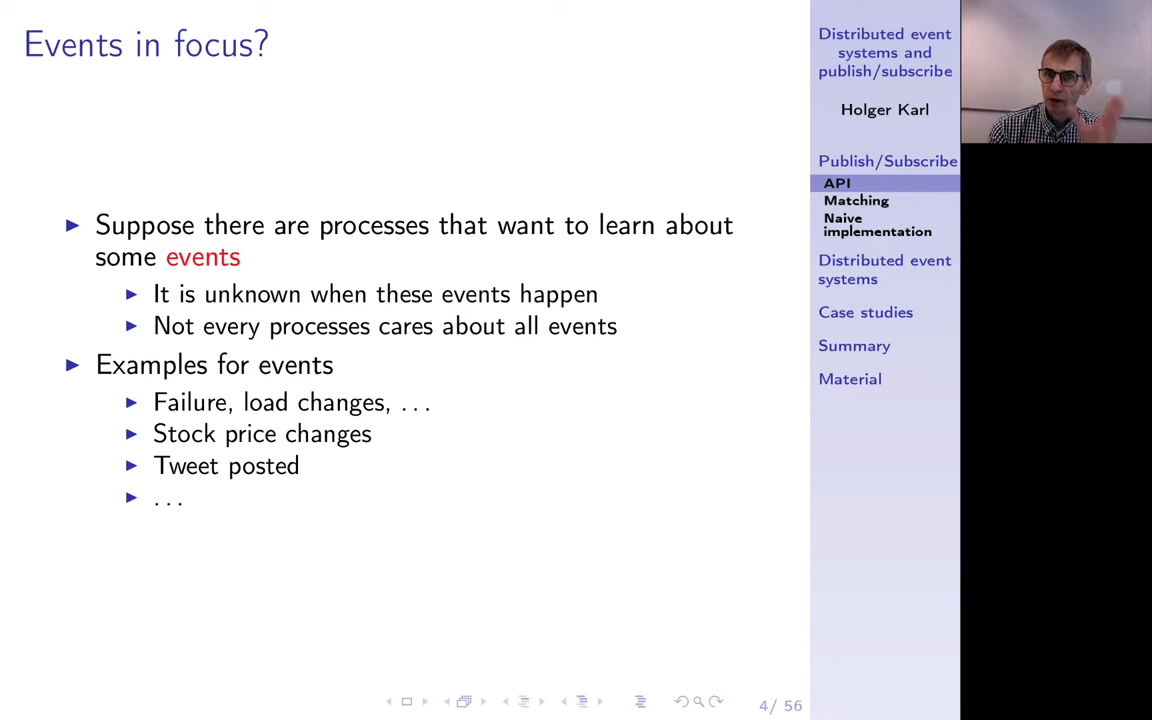 Events in focus?
Suppose there are processes that want to learn about
some events
It is unknown when these events happen
Not every processes cares about all events
Examples for events
Failure, load changes, . . .
Stock price changes
Tweet posted
. . .
Distributed event
systems and
publish/subscribe
Holger Karl
Publish/Subscribe
API
Matching
Naive
implementation
Distributed event
systems
Case studies
Summary
Material
4/ 56